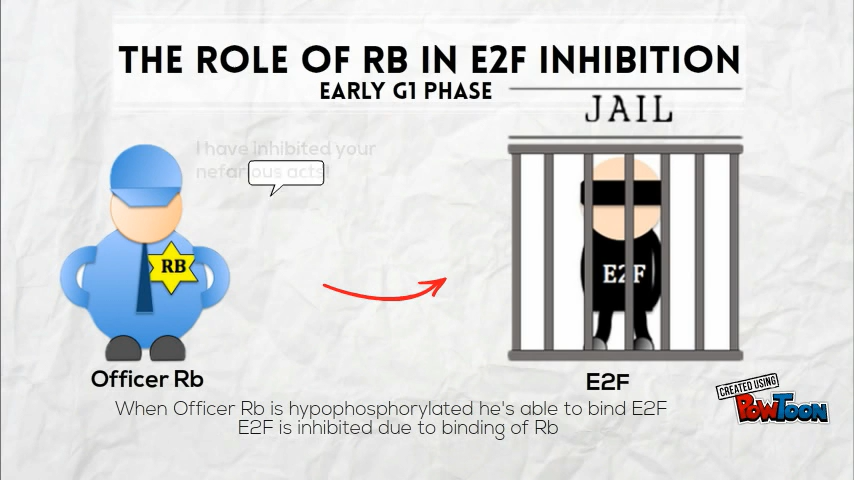 THE ROLE OF RB IN E2F INHIBITION
EARLY G1 PHASE
JAIL
I have inhibited your
nefarious acts!
RB
E2F
Officer Rb
E2F
When Officer Rb is hypophosphorylated he's able to bind E2F
E2F is inhibited due to binding of Rb
CREATED USING
POWTOON